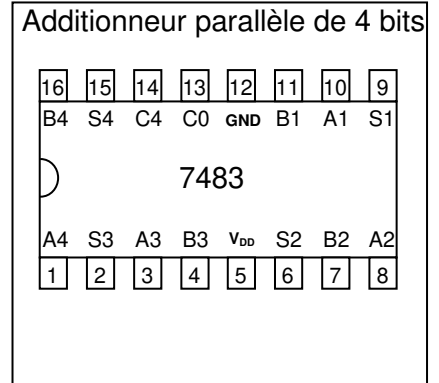 Additionneur parallèle de 4 bits
16 15 14 13 12 11 10 9
B4 S4 C4 C0 GND B1 A1 S1
7483
A4 S3 A3 B3 VDD S2 B2 A2
1 2 3 4 5 6 7 8